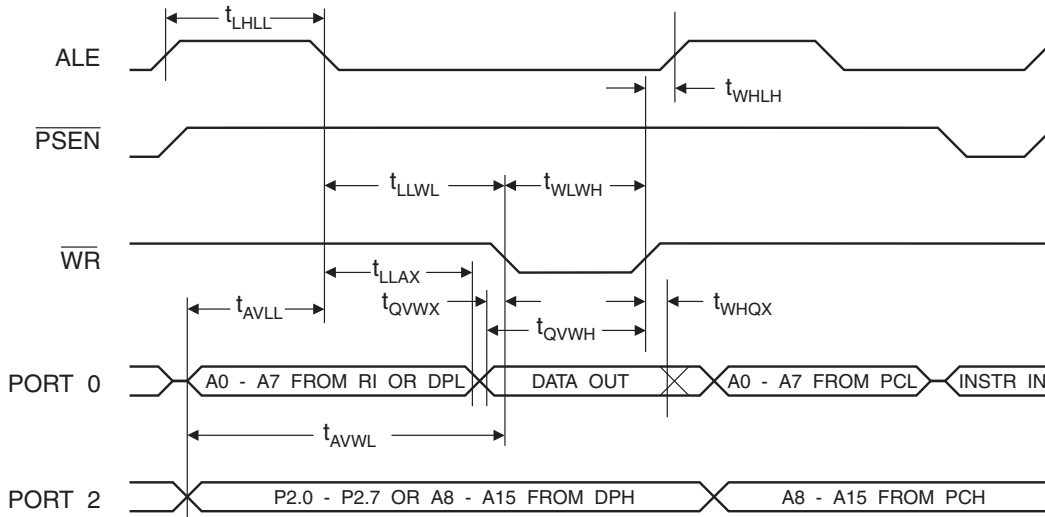 tLHLL
ALE
tWHLH
PSEN
tLLWL
tWLWH
WR
tLLAX
tAVLL
tQVWX
tWHQX
tQVWH
PORT 0
A0 - A7 FROM RI OR DPL
DATA OUT
A0 - A7 FROM PCL
INSTR IN
tAVWL
PORT 2
P2.0 - P2.7 OR A8 - A15 FROM DPH
A8 - A15 FROM PCH